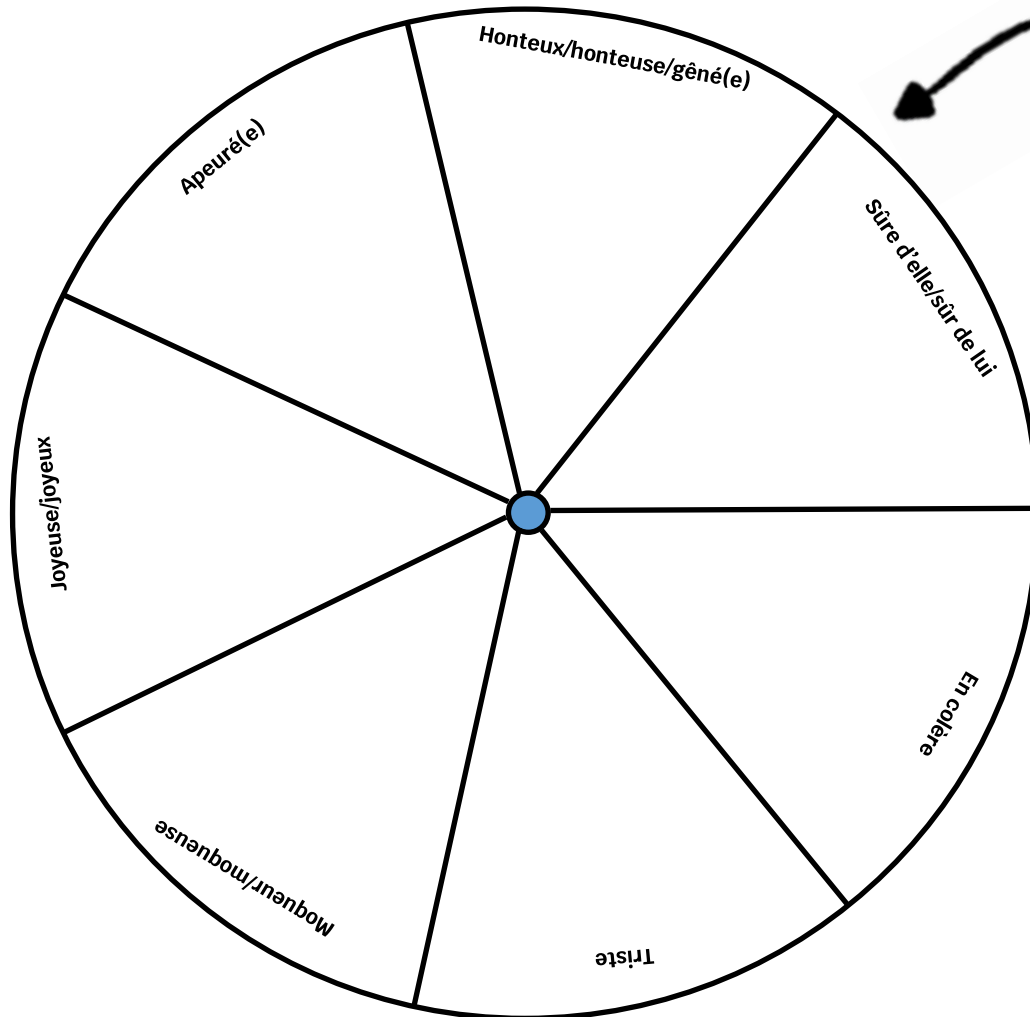 Honteux/honteuse/gêné(e)
Sûre d’elle/sûr de lui
En colère
Triste
Moqueur/moqueuse
Joyeuse/joyeux
Apeuré(e)